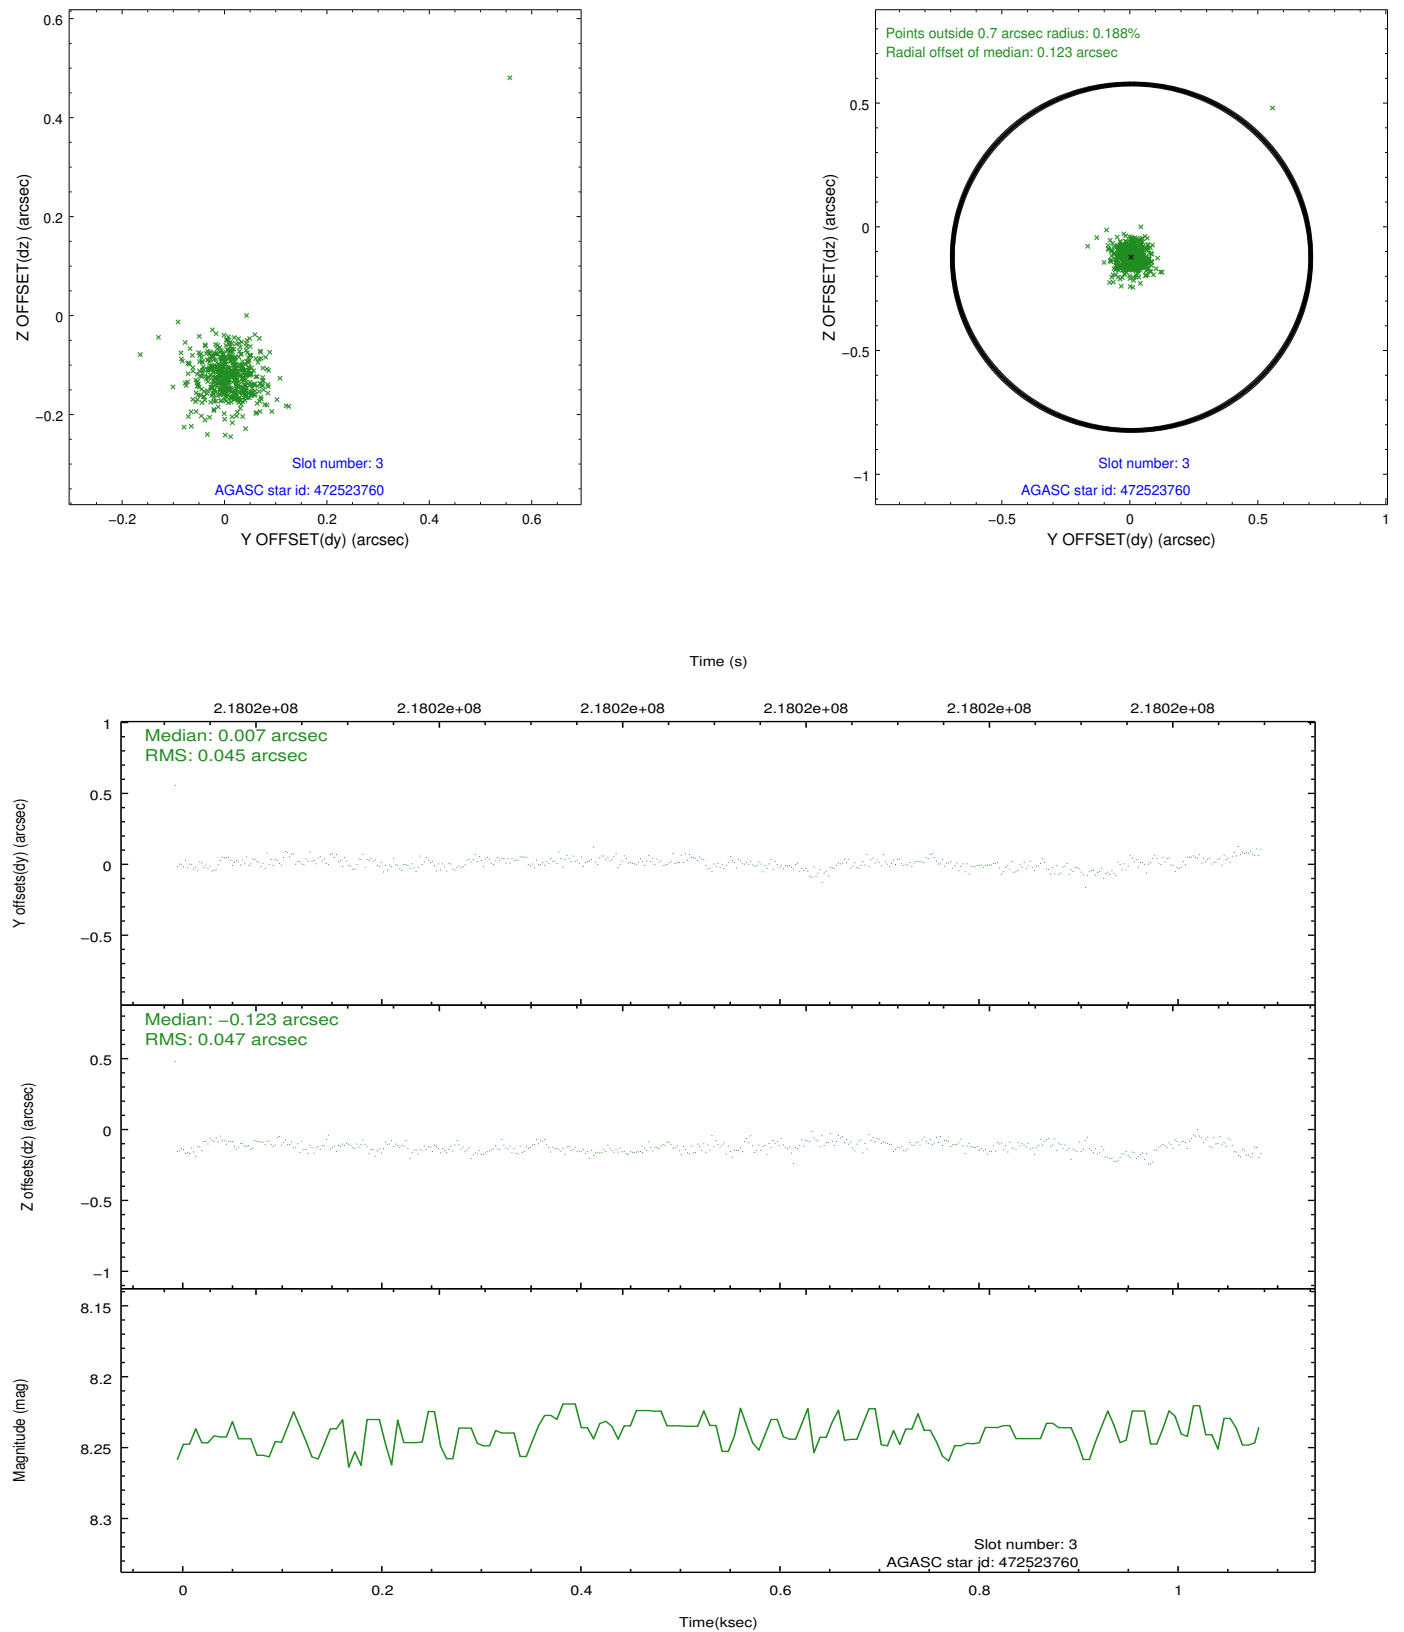 0.6
0.4
0.2
0
−0.2
Z OFFSET(dz) (arcsec)
Slot number: 3
AGASC star id: 472523760
−0.2 0 0.2 0.4 0.6
Y OFFSET(dy) (arcsec)
Points outside 0.7 arcsec radius: 0.188%
Radial offset of median: 0.123 arcsec
0.5
0
−0.5
−1
Z OFFSET(dz) (arcsec)
Slot number: 3
AGASC star id: 472523760
−0.5 0 0.5 1
Y OFFSET(dy) (arcsec)
Time (s)
2.1802e+08 2.1802e+08 2.1802e+08 2.1802e+08 2.1802e+08 2.1802e+08
Median: 0.007 arcsec
RMS: 0.045 arcsec
1
0.5
0
−0.5
Y offsets(dy) (arcsec)
Median: −0.123 arcsec
RMS: 0.047 arcsec
0.5
0
−0.5
−1
Z offsets(dz) (arcsec)
8.15
8.2
8.25
8.3
Magnitude (mag)
Slot number: 3
AGASC star id: 472523760
0 0.2 0.4 0.6 0.8 1
Time(ksec)